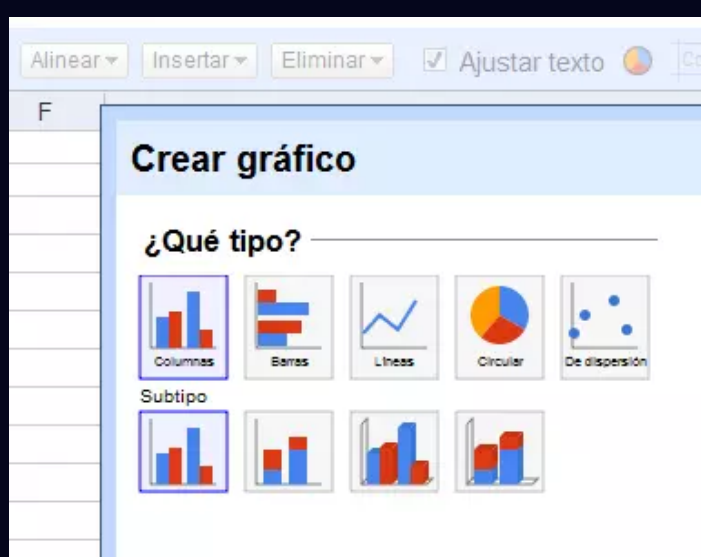 Alinear Insertar Eliminar Ajustar texto
F
Crear gráfico
¿Qué tipo?
Columnas Barras Líneas Circular De dispersión
Subtipo